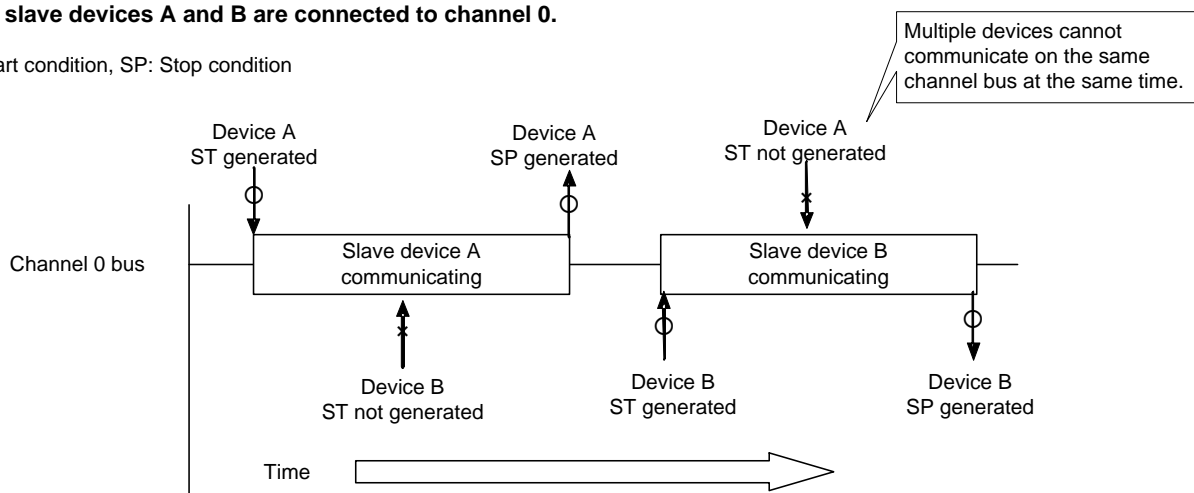 slave devices A and B are connected to channel 0.
art condition, SP: Stop condition
Multiple devices cannot
communicate on the same
channel bus at the same time.
Device A
ST generated
Device A
SP generated
Device A
ST not generated
Channel 0 bus
Slave device A
communicating
Slave device B
communicating
Device B
ST not generated
Device B
ST generated
Device B
SP generated
Time